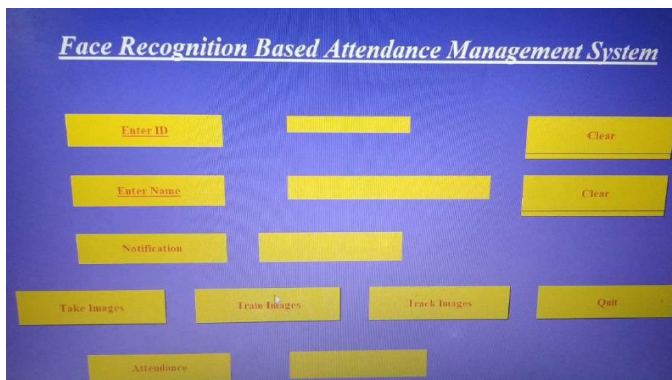 Face Recognition Based Attendance Management System
Enter ID
Clear
Enter Name
Clear
Notification
Take Images
Train Images
Track Images
Quit
Attendance